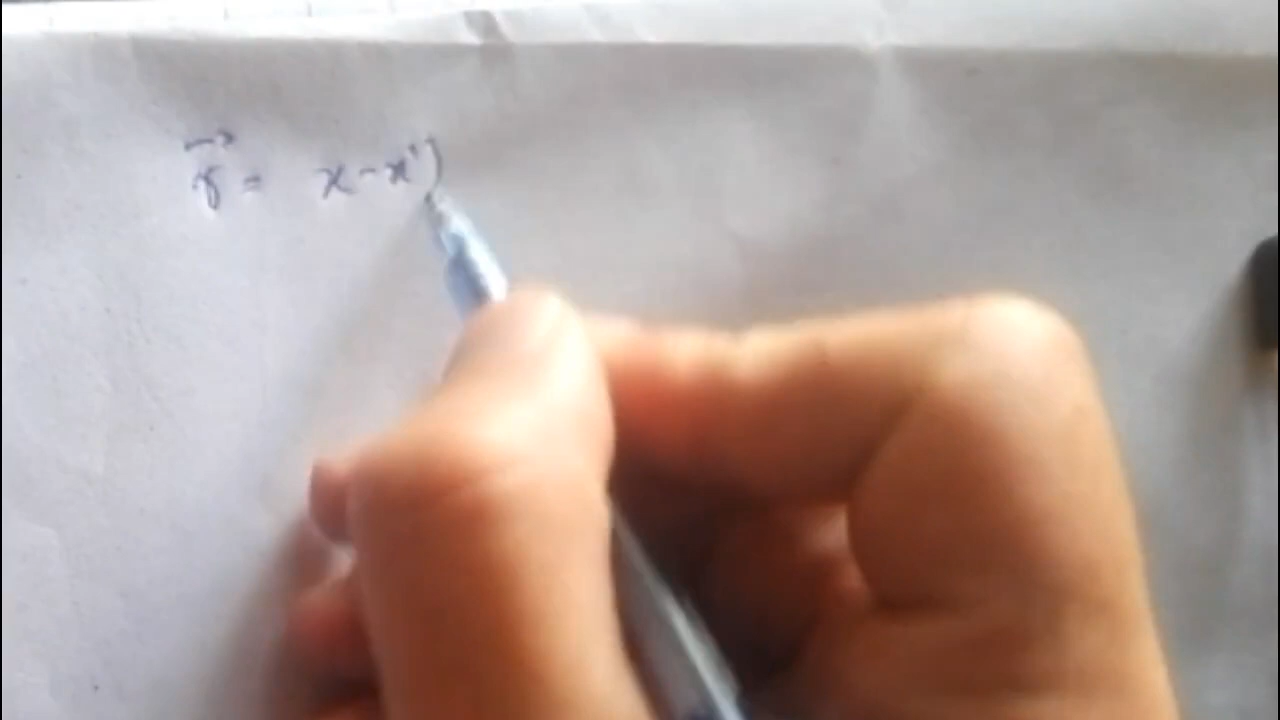 r⃗ = x-x')